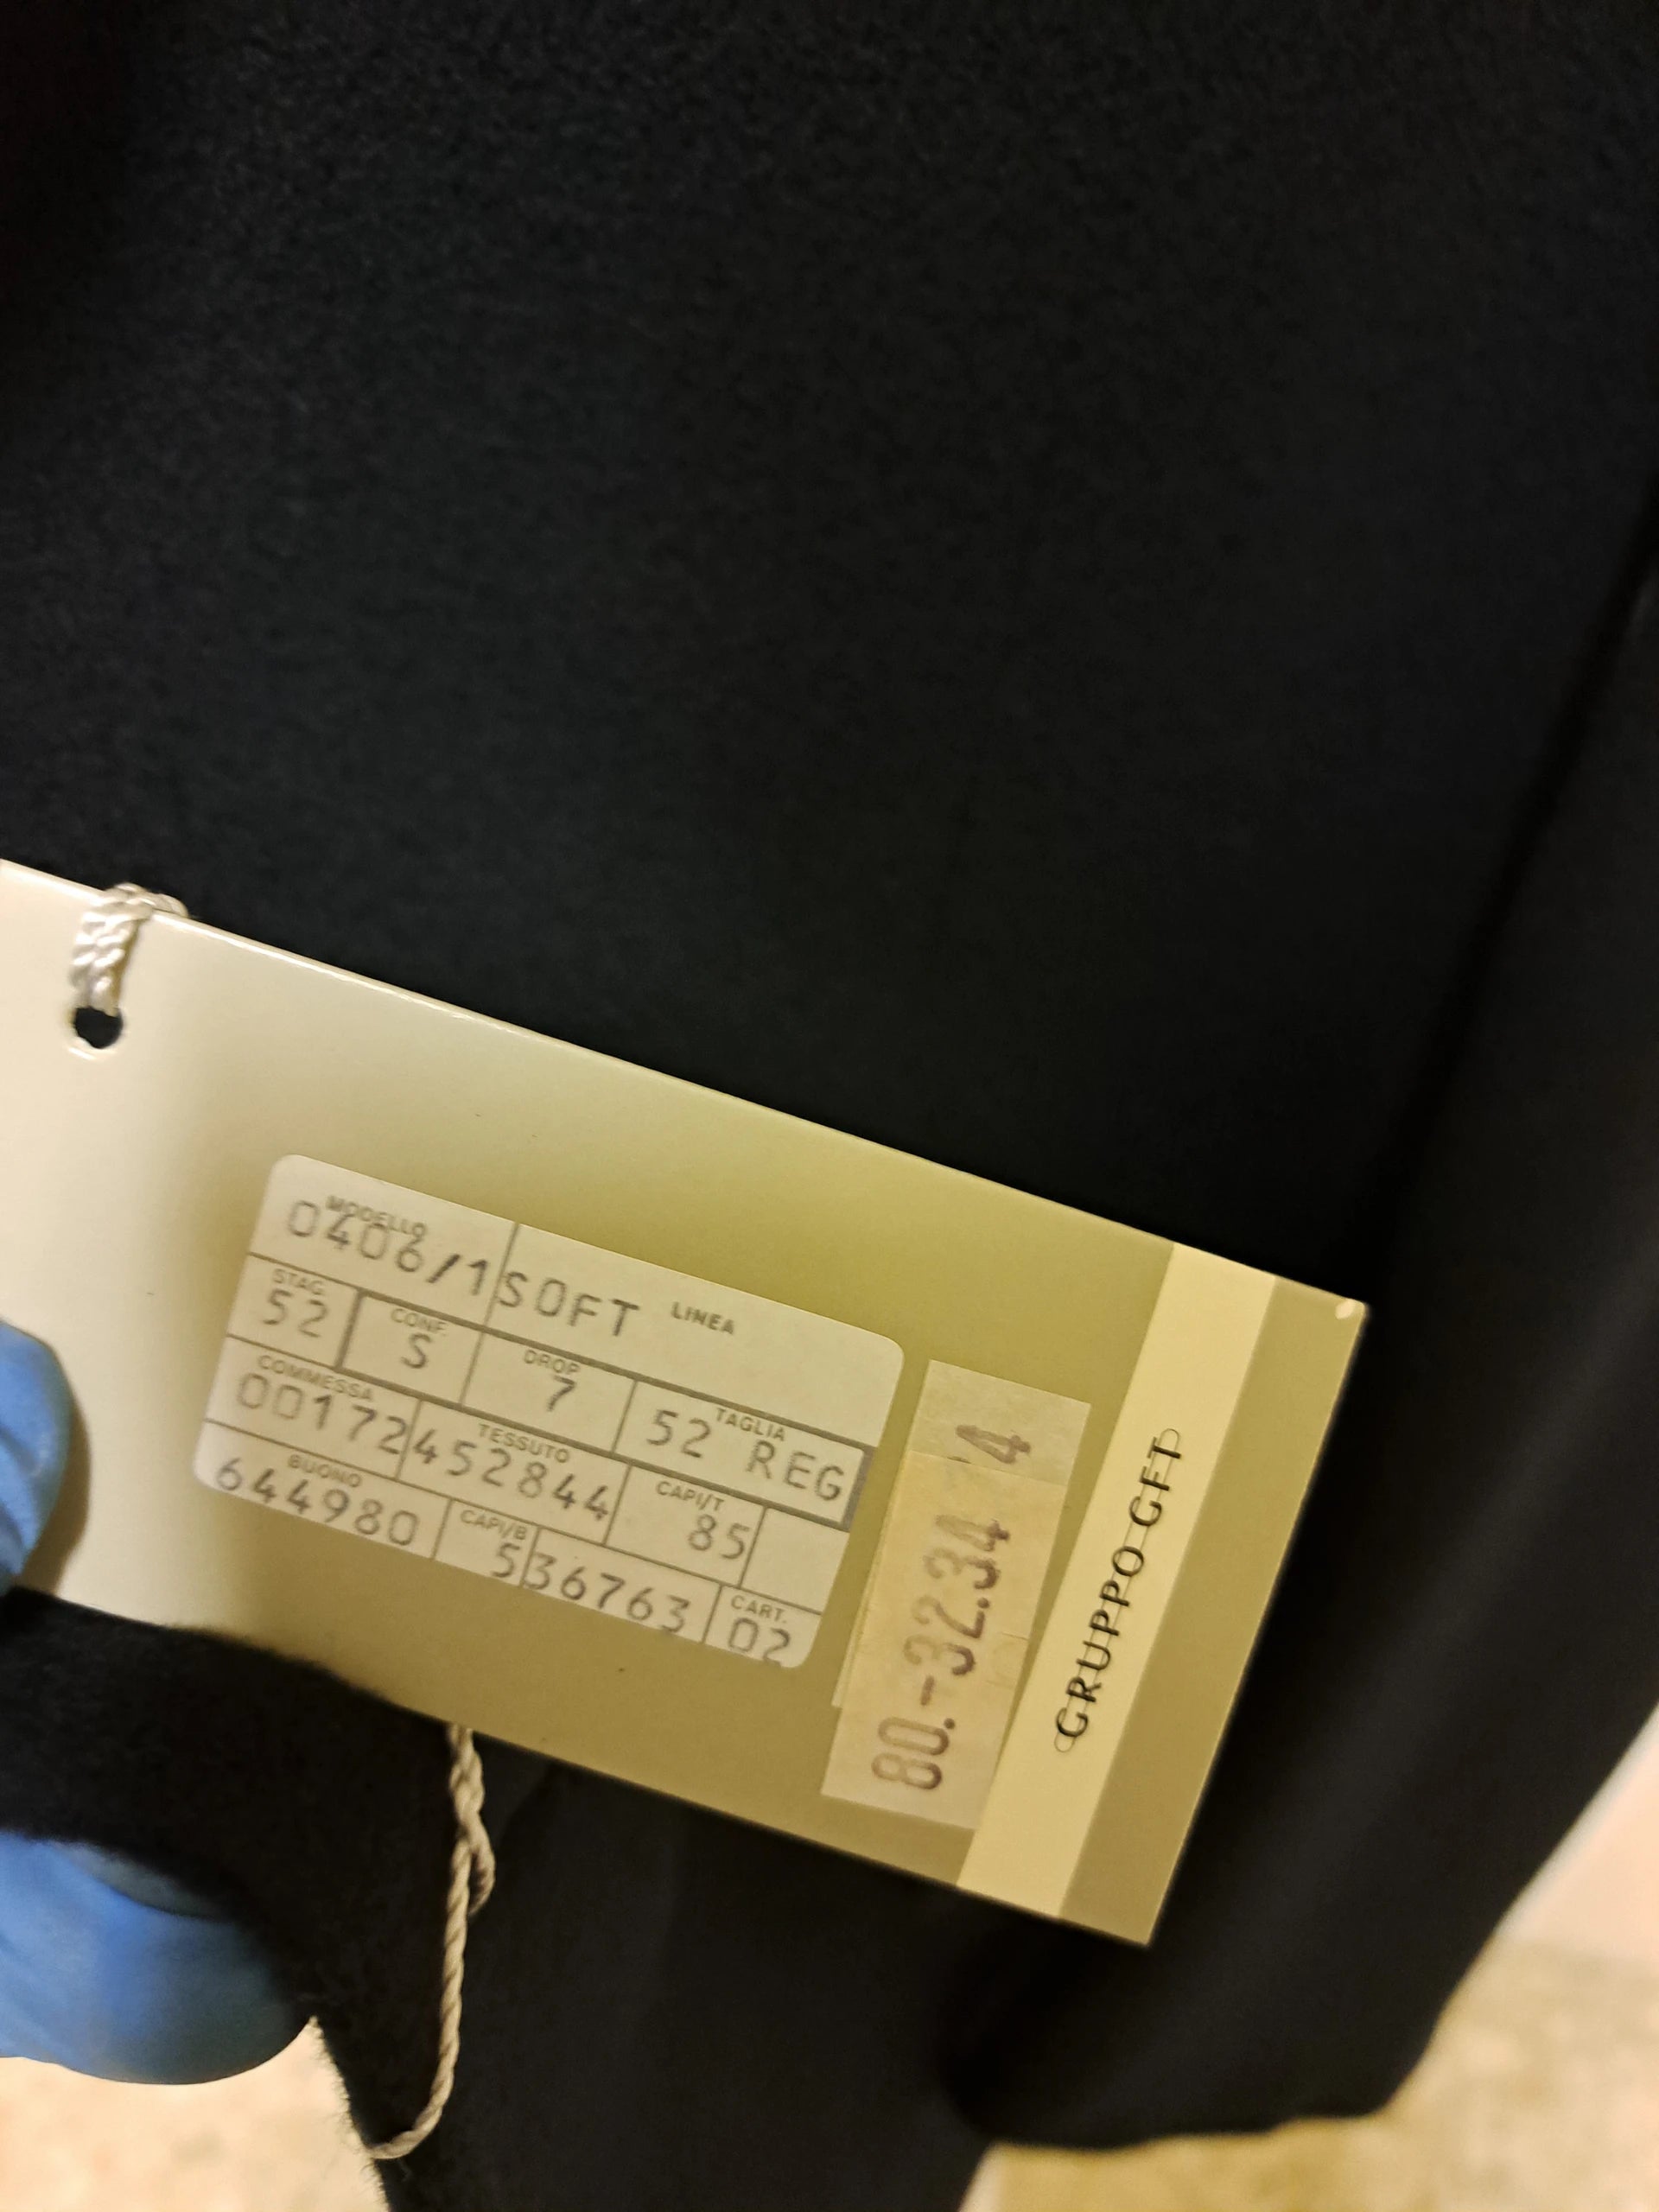 MODELLO LINEA
0406/1 SOFT
STAG. CONF. DROP TAGLIA
52 S 7 52 REG
COMMESSA TESSUTO CAPI/T
00172 452844 85
BUONO CAPI/B CART.
644980 5 36763 02
80.-32.34
4
GRUPPO GFT